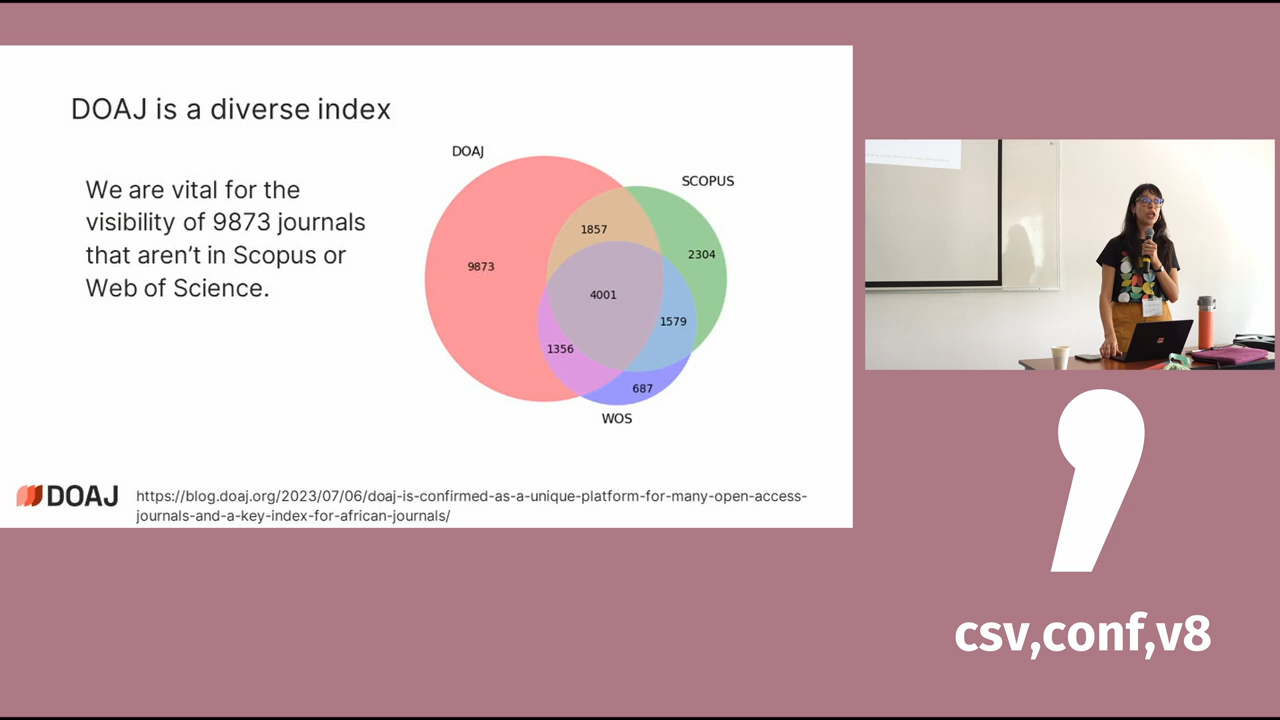 DOAJ is a diverse index
We are vital for the
visibility of 9873 journals
that aren’t in Scopus or
Web of Science.
DOAJ
SCOPUS
1857
2304
9873
4001
1579
1356
687
WOS
DOAJ
https://blog.doaj.org/2023/07/06/doaj-is-confirmed-as-a-unique-platform-for-many-open-access-
journals-and-a-key-index-for-african-journals/
csv,conf,v8